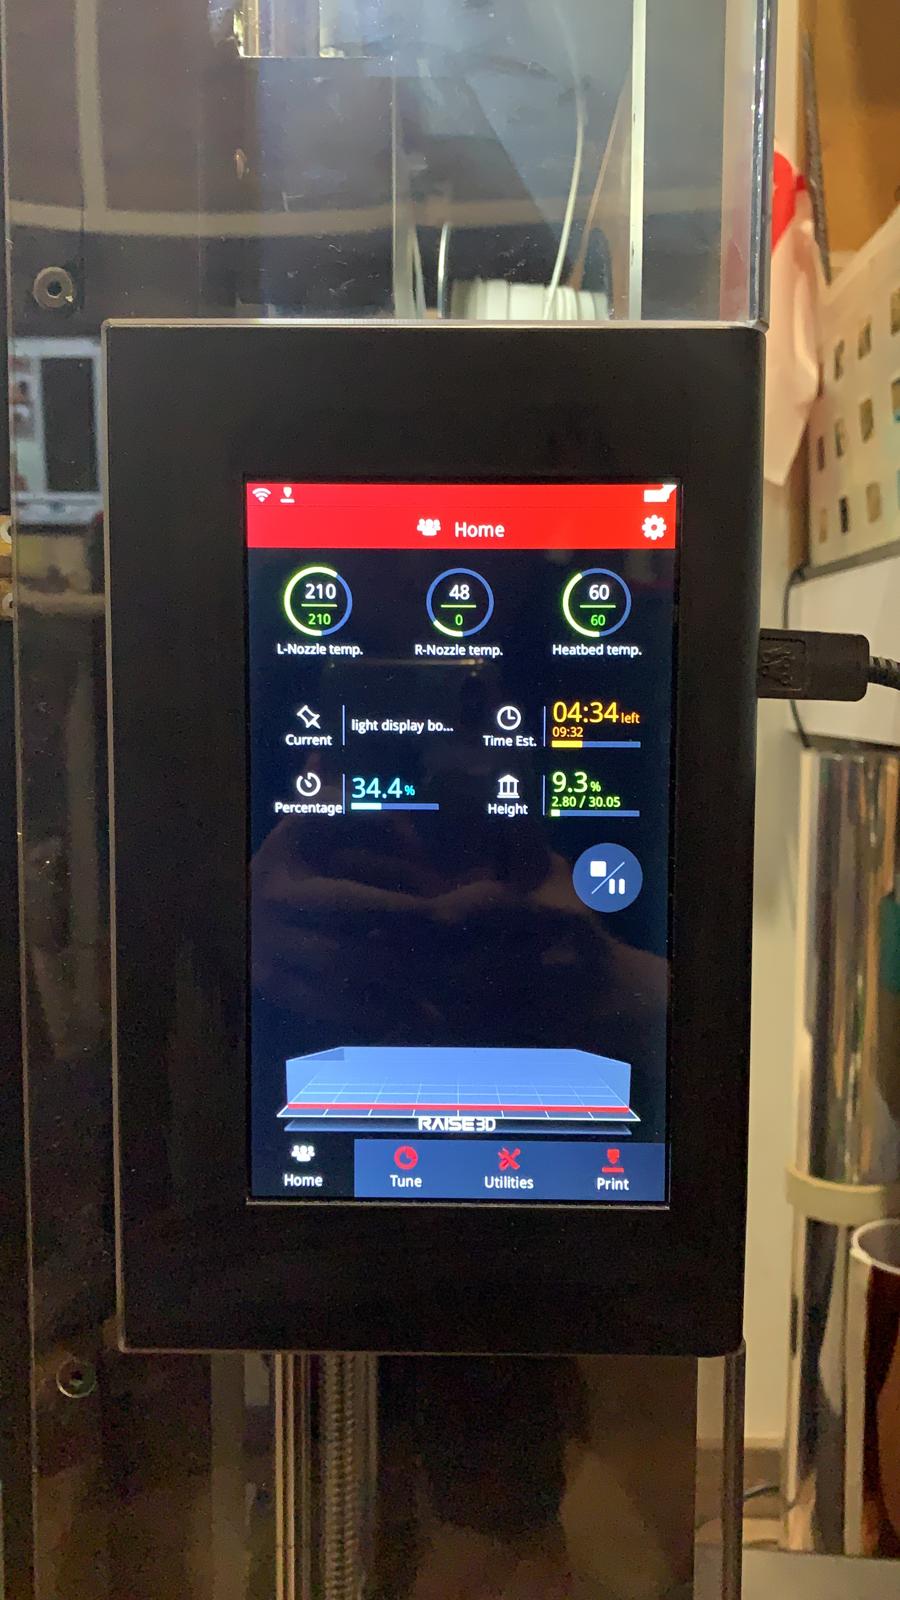 Home
210
210
L-Nozzle temp.
48
0
R-Nozzle temp.
60
60
Heatbed temp.
Current
light display bo...
Time Est.
04:34 left
09:32
Percentage
34.4%
Height
9.3%
2.80 / 30.05
RAISE3D
Home
Tune
Utilities
Print